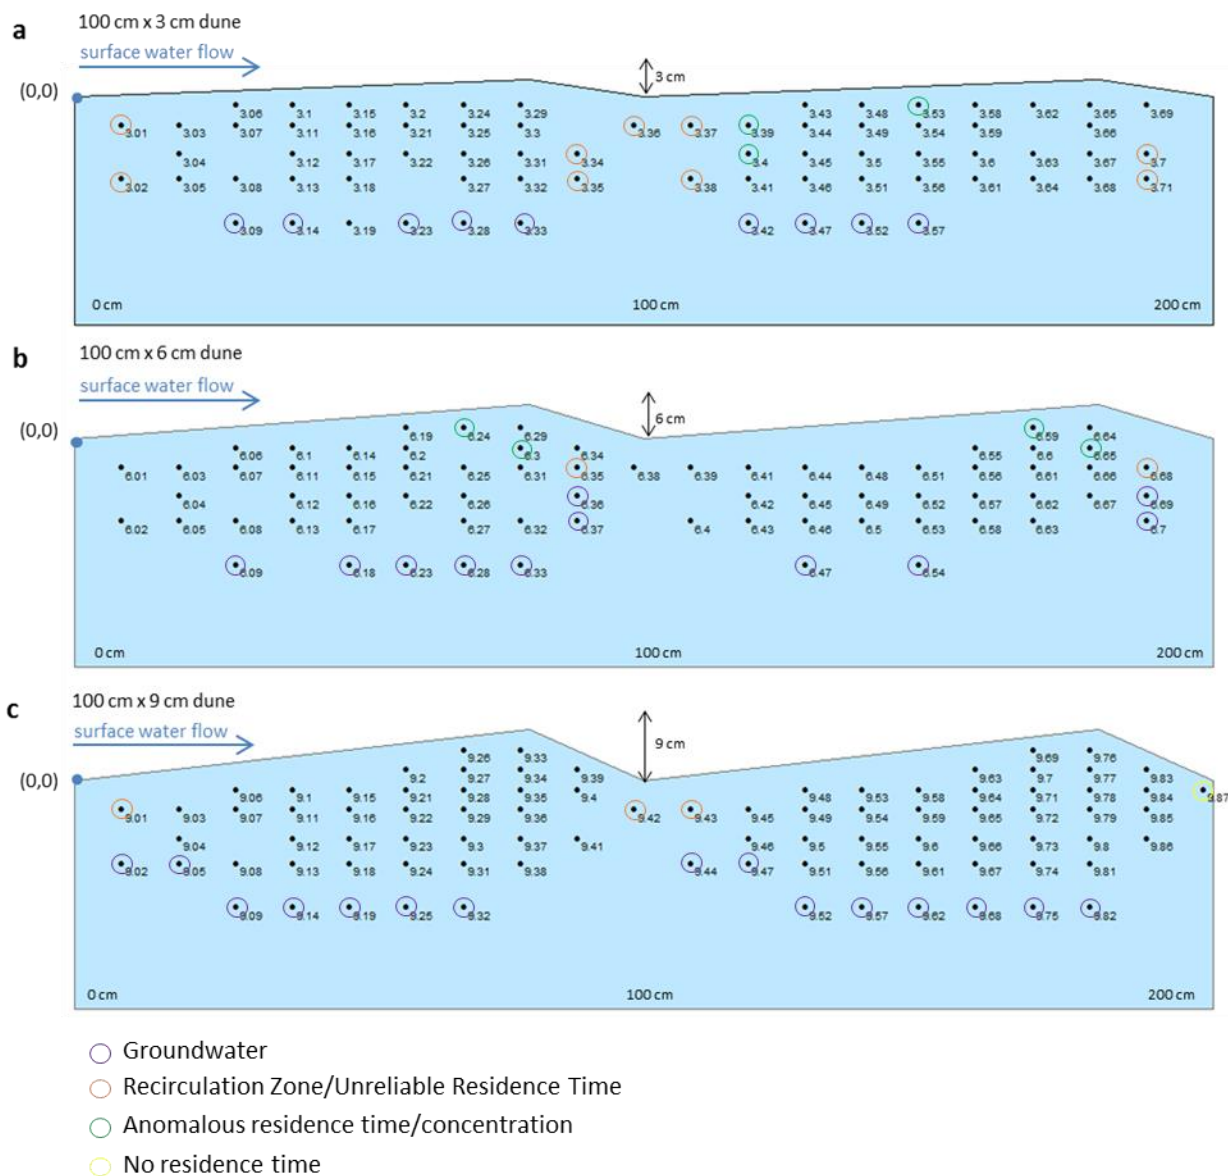 a
100 cm x 3 cm dune
surface water flow
(0,0)
3 cm
3.06 3.1 3.15 3.2 3.24 3.29 3.43 3.48 3.53 3.58 3.62 3.65 3.69
3.01 3.03 3.07 3.11 3.16 3.21 3.25 3.3 3.36 3.37 3.39 3.44 3.49 3.54 3.59 3.66
3.04 3.12 3.17 3.22 3.26 3.31 3.34 3.4 3.45 3.5 3.55 3.6 3.63 3.67 3.7
3.02 3.05 3.08 3.13 3.18 3.27 3.32 3.35 3.38 3.41 3.46 3.51 3.56 3.61 3.64 3.68 3.71
3.09 3.14 3.19 3.23 3.28 3.33 3.42 3.47 3.52 3.57
0 cm 100 cm 200 cm
b
100 cm x 6 cm dune
surface water flow
(0,0)
6 cm
6.19 6.24 6.29 6.59 6.64
6.06 6.1 6.14 6.2 6.3 6.34 6.55 6.6 6.65
6.01 6.03 6.07 6.11 6.15 6.21 6.25 6.31 6.35 6.38 6.39 6.41 6.44 6.48 6.51 6.56 6.61 6.66 6.68
6.04 6.12 6.16 6.22 6.26 6.36 6.42 6.45 6.49 6.52 6.57 6.62 6.67 6.69
6.02 6.05 6.08 6.13 6.17 6.27 6.32 6.37 6.4 6.43 6.46 6.5 6.53 6.58 6.63 6.7
6.09 6.18 6.23 6.28 6.33 6.47 6.54
0 cm 100 cm 200 cm
c
100 cm x 9 cm dune
surface water flow
(0,0)
9 cm
9.26 9.33 9.69 9.76
9.2 9.27 9.34 9.39 9.63 9.7 9.77 9.83
9.06 9.1 9.15 9.21 9.28 9.35 9.4 9.48 9.53 9.58 9.64 9.71 9.78 9.84 9.87
9.01 9.03 9.07 9.11 9.16 9.22 9.29 9.36 9.42 9.43 9.45 9.49 9.54 9.59 9.65 9.72 9.79 9.85
9.04 9.12 9.17 9.23 9.3 9.37 9.41 9.46 9.5 9.55 9.6 9.66 9.73 9.8 9.86
9.02 9.05 9.08 9.13 9.18 9.24 9.31 9.38 9.44 9.47 9.51 9.56 9.61 9.67 9.74 9.81
9.09 9.14 9.19 9.25 9.32 9.52 9.57 9.62 9.68 9.75 9.82
0 cm 100 cm 200 cm
Groundwater
Recirculation Zone/Unreliable Residence Time
Anomalous residence time/concentration
No residence time